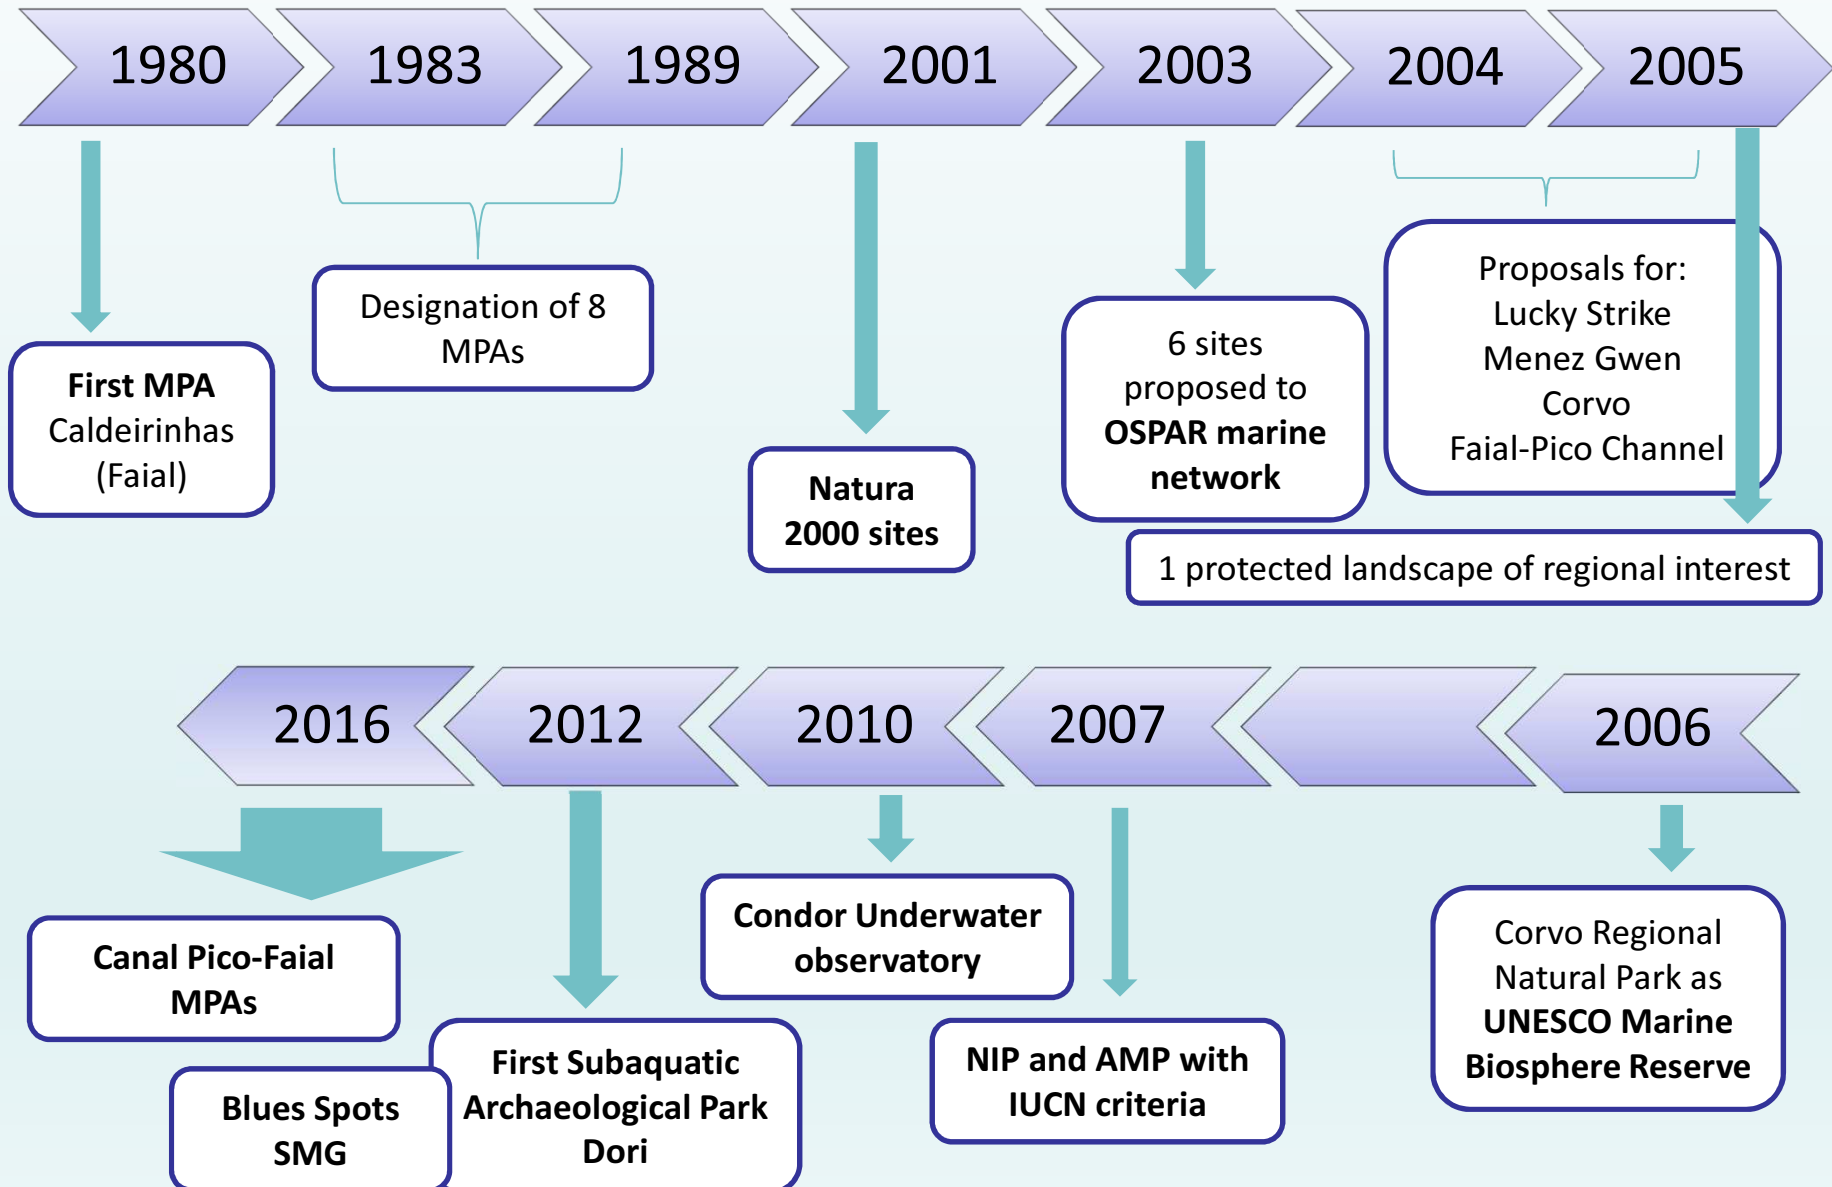 1980
1983
1989
2001
2003
2004
2005
First MPA
Caldeirinhas
(Faial)
Designation of 8
MPAs
Natura
2000 sites
6 sites
proposed to
OSPAR marine
network
Proposals for:
Lucky Strike
Menez Gwen
Corvo
Faial-Pico Channel
1 protected landscape of regional interest
2016
2012
2010
2007
2006
Canal Pico-Faial
MPAs
Blues Spots
SMG
First Subaquatic
Archaeological Park
Dori
Condor Underwater
observatory
NIP and AMP with
IUCN criteria
Corvo Regional
Natural Park as
UNESCO Marine
Biosphere Reserve